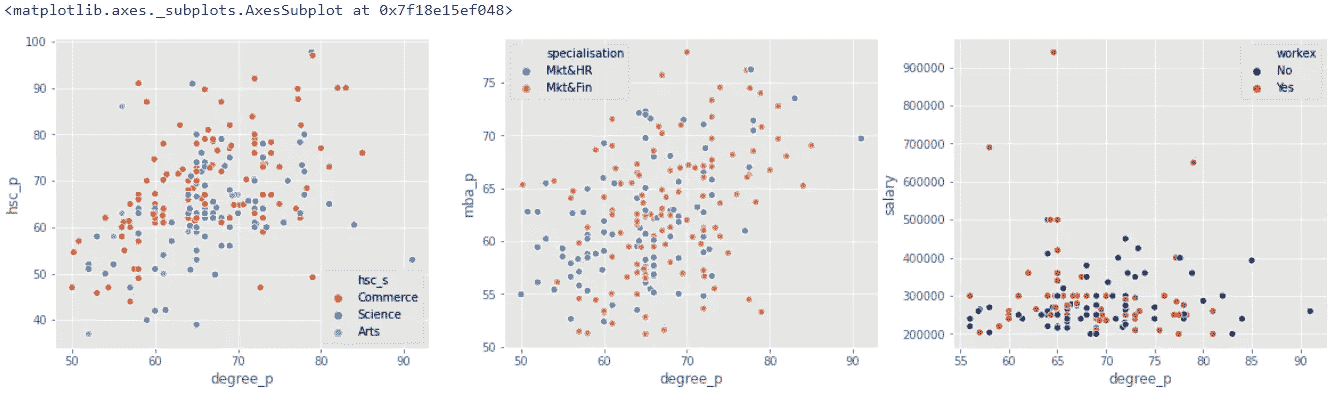 <matplotlib.axes._subplots.AxesSubplot at 0x7f18e15ef048>
100
90
80
70
60
50
40
hsc_p
50
60
70
80
90
degree_p
hsc_s
Commerce
Science
Arts
75
70
65
60
55
50
mba_p
50
60
70
80
90
degree_p
specialisation
Mkt&HR
Mkt&Fin
900000
800000
700000
600000
500000
400000
300000
200000
salary
55
60
65
70
75
80
85
90
degree_p
workex
No
Yes